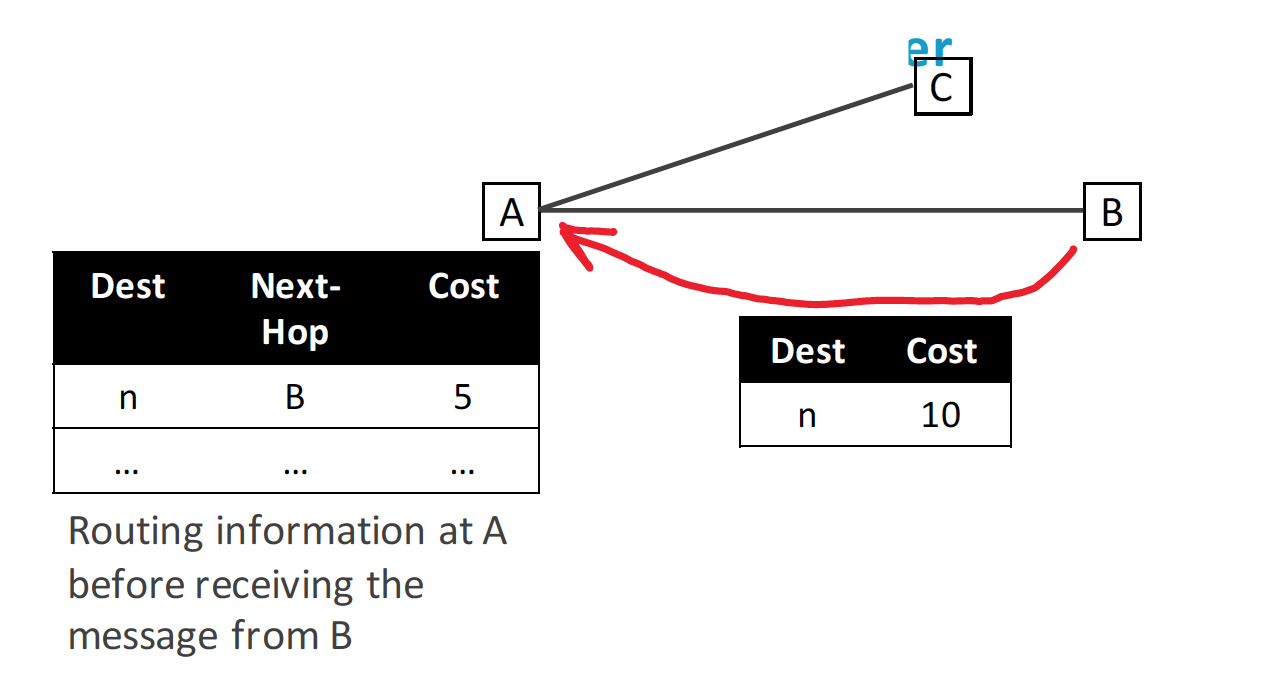 er
C
A
B
Dest Next-Hop Cost
n B 5
... ... ...
Dest Cost
n 10
Routing information at A
before receiving the
message from B